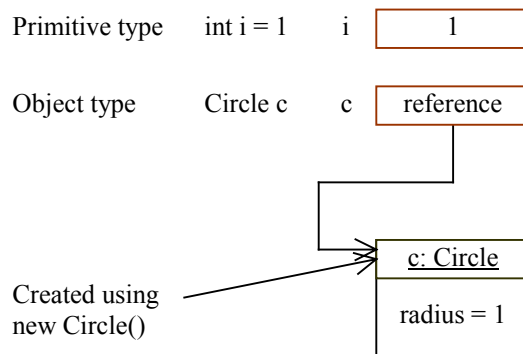 Primitive type int i = 1 i 1
Object type Circle c c reference
c: Circle
Created using
new Circle()
radius = 1